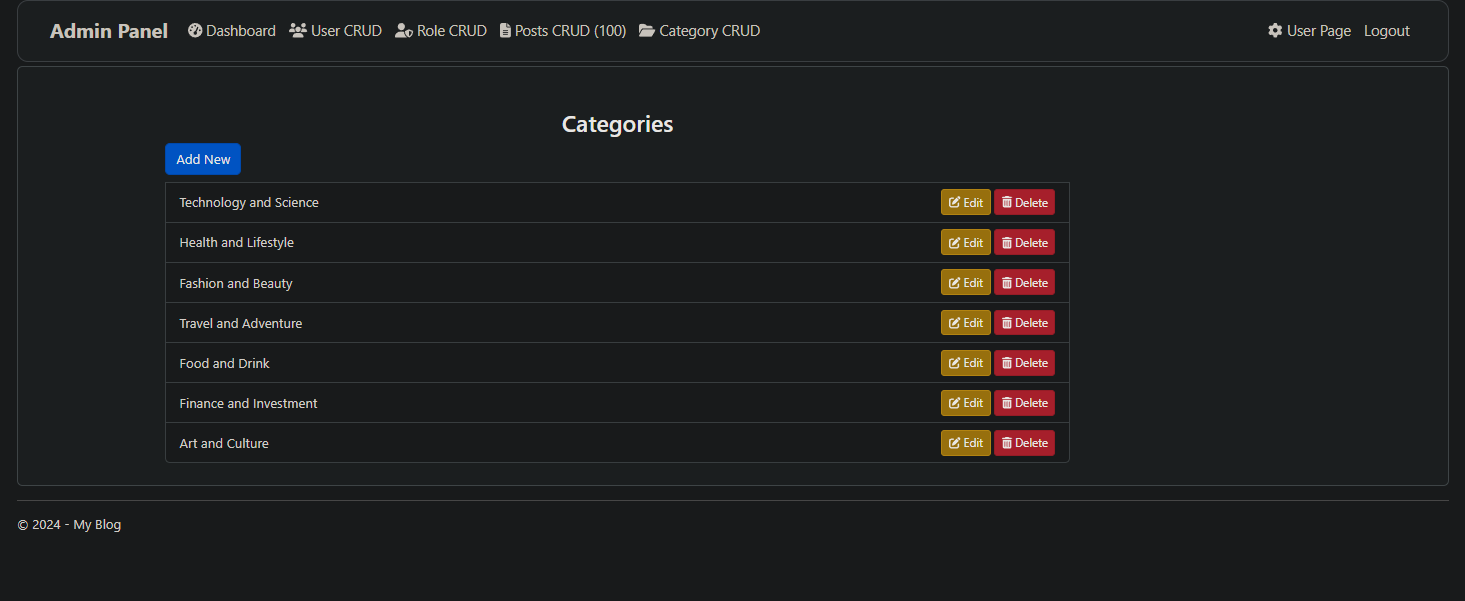 Admin Panel Dashboard User CRUD Role CRUD Posts CRUD (100) Category CRUD User Page Logout
Categories
Add New
Technology and Science Edit Delete
Health and Lifestyle Edit Delete
Fashion and Beauty Edit Delete
Travel and Adventure Edit Delete
Food and Drink Edit Delete
Finance and Investment Edit Delete
Art and Culture Edit Delete
© 2024 - My Blog